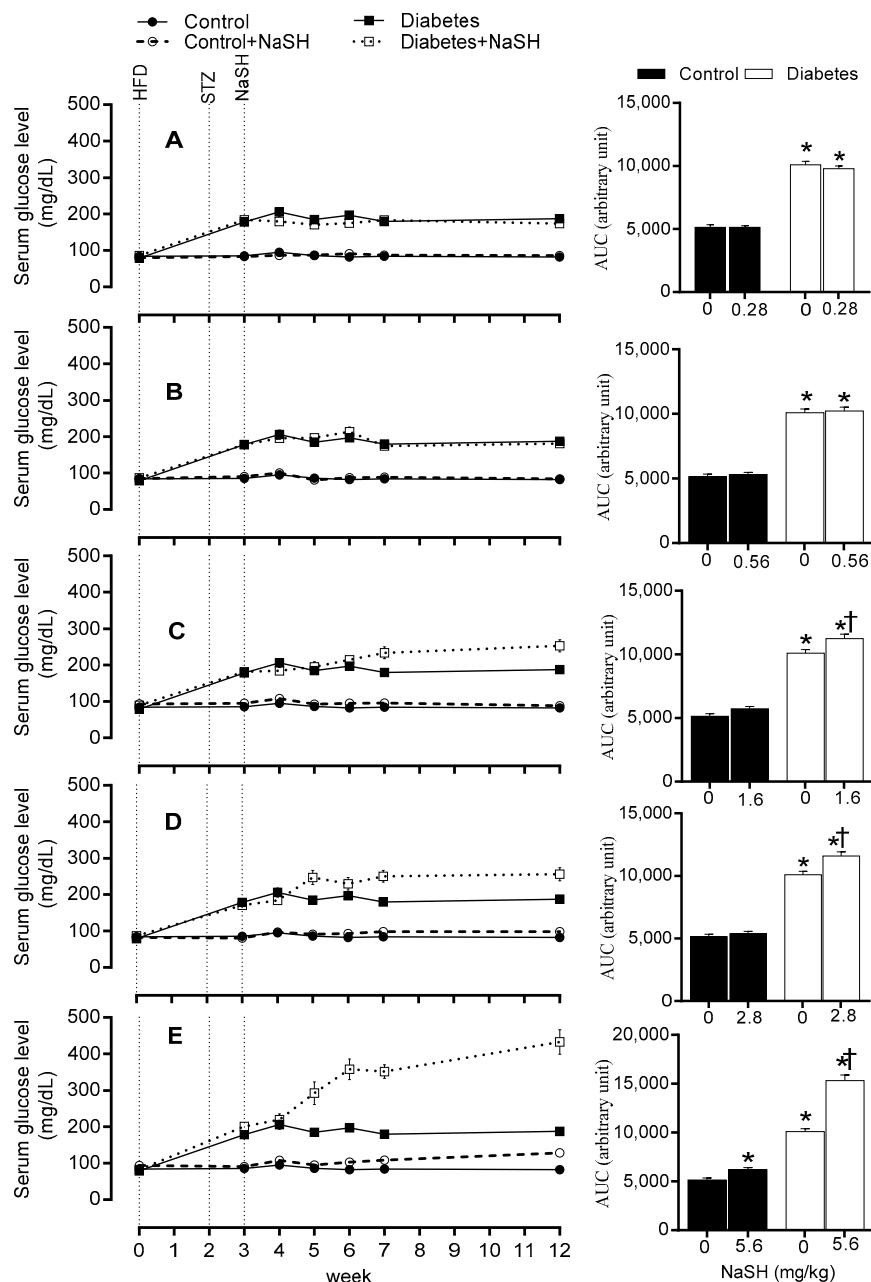 Control
Diabetes
Control+NaSH
Diabetes+NaSH
HFD
STZ
NaSH
Control
Diabetes
A
Serum glucose level
(mg/dL)
500
400
300
200
100
0
AUC (arbitrary unit)
15,000
10,000
5,000
0
* *
0 0.28 0 0.28
B
Serum glucose level
(mg/dL)
500
400
300
200
100
0
AUC (arbitrary unit)
15,000
10,000
5,000
0
* *
0 0.56 0 0.56
C
Serum glucose level
(mg/dL)
500
400
300
200
100
0
AUC (arbitrary unit)
15,000
10,000
5,000
0
* *†
0 1.6 0 1.6
D
Serum glucose level
(mg/dL)
500
400
300
200
100
0
AUC (arbitrary unit)
15,000
10,000
5,000
0
* *†
0 2.8 0 2.8
E
Serum glucose level
(mg/dL)
500
400
300
200
100
0
0 1 2 3 4 5 6 7 8 9 10 11 12
week
AUC (arbitrary unit)
20,000
15,000
10,000
5,000
0
* * *†
0 5.6 0 5.6
NaSH (mg/kg)